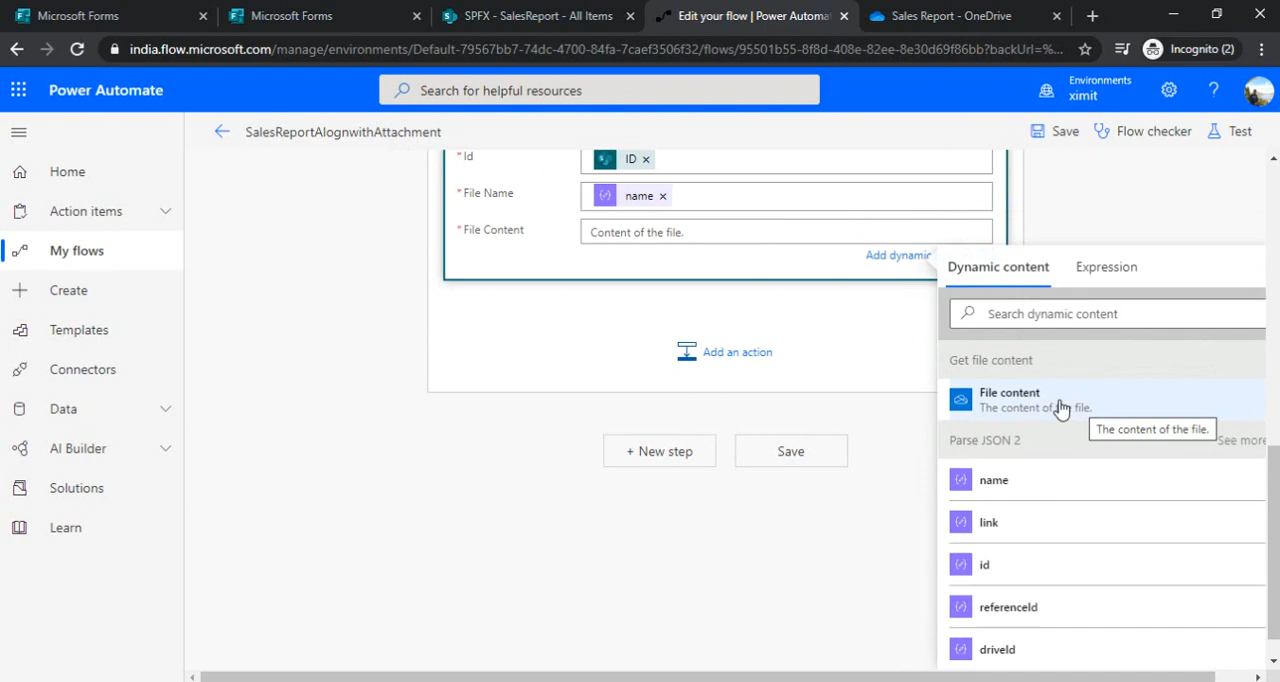 Microsoft Forms
Microsoft Forms
SPFX - SalesReport - All Items
Edit your flow | Power Automat
Sales Report - OneDrive
india.flow.microsoft.com/manage/environments/Default-79567bb7-74dc-4700-84fa-7caef3506f32/flows/95501b55-8f8d-408e-82ee-8e30d69f86bb?backUrl=%...
Incognito (2)
Power Automate
Search for helpful resources
Environments
ximit
?
SalesReportAlognwithAttachment
Save
Flow checker
Test
Home
Action items
My flows
Create
Templates
Connectors
Data
AI Builder
Solutions
Learn
* Id
ID ×
* File Name
name ×
* File Content
Content of the file.
Add dynamic
Add an action
+ New step
Save
Dynamic content
Expression
Search dynamic content
Get file content
File content
The content of the file.
The content of the file.
Parse JSON 2
See more
name
link
id
referenceId
driveId